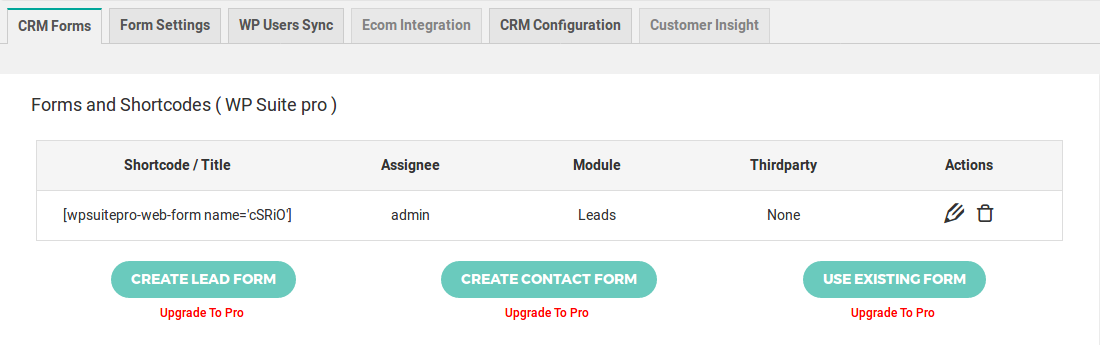 CRM Forms Form Settings WP Users Sync Ecom Integration CRM Configuration Customer Insight
Forms and Shortcodes ( WP Suite pro )
Shortcode / Title Assignee Module Thirdparty Actions
[wpsuitepro-web-form name='cSRiO'] admin Leads None
CREATE LEAD FORM CREATE CONTACT FORM USE EXISTING FORM
Upgrade To Pro Upgrade To Pro Upgrade To Pro